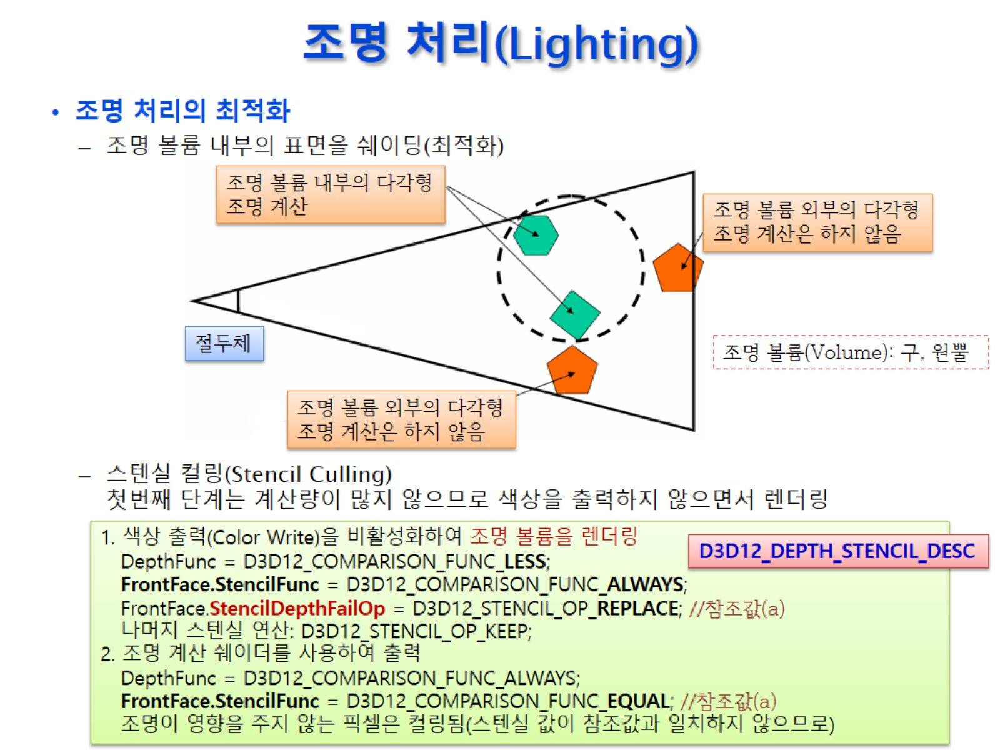 조명 처리(Lighting)
• 조명 처리의 최적화
– 조명 볼륨 내부의 표면을 쉐이딩(최적화)
조명 볼륨 내부의 다각형
조명 계산
조명 볼륨 외부의 다각형
조명 계산은 하지 않음
절두체
조명 볼륨(Volume): 구, 원뿔
조명 볼륨 외부의 다각형
조명 계산은 하지 않음
– 스텐실 컬링(Stencil Culling)
첫번째 단계는 계산량이 많지 않으므로 색상을 출력하지 않으면서 렌더링
1. 색상 출력(Color Write)을 비활성화하여 조명 볼륨을 렌더링
D3D12_DEPTH_STENCIL_DESC
DepthFunc = D3D12_COMPARISON_FUNC_LESS;
FrontFace.StencilFunc = D3D12_COMPARISON_FUNC_ALWAYS;
FrontFace.StencilDepthFailOp = D3D12_STENCIL_OP_REPLACE; //참조값(a)
나머지 스텐실 연산: D3D12_STENCIL_OP_KEEP;
2. 조명 계산 쉐이더를 사용하여 출력
DepthFunc = D3D12_COMPARISON_FUNC_ALWAYS;
FrontFace.StencilFunc = D3D12_COMPARISON_FUNC_EQUAL; //참조값(a)
조명이 영향을 주지 않는 픽셀은 컬링됨(스텐실 값이 참조값과 일치하지 않으므로)